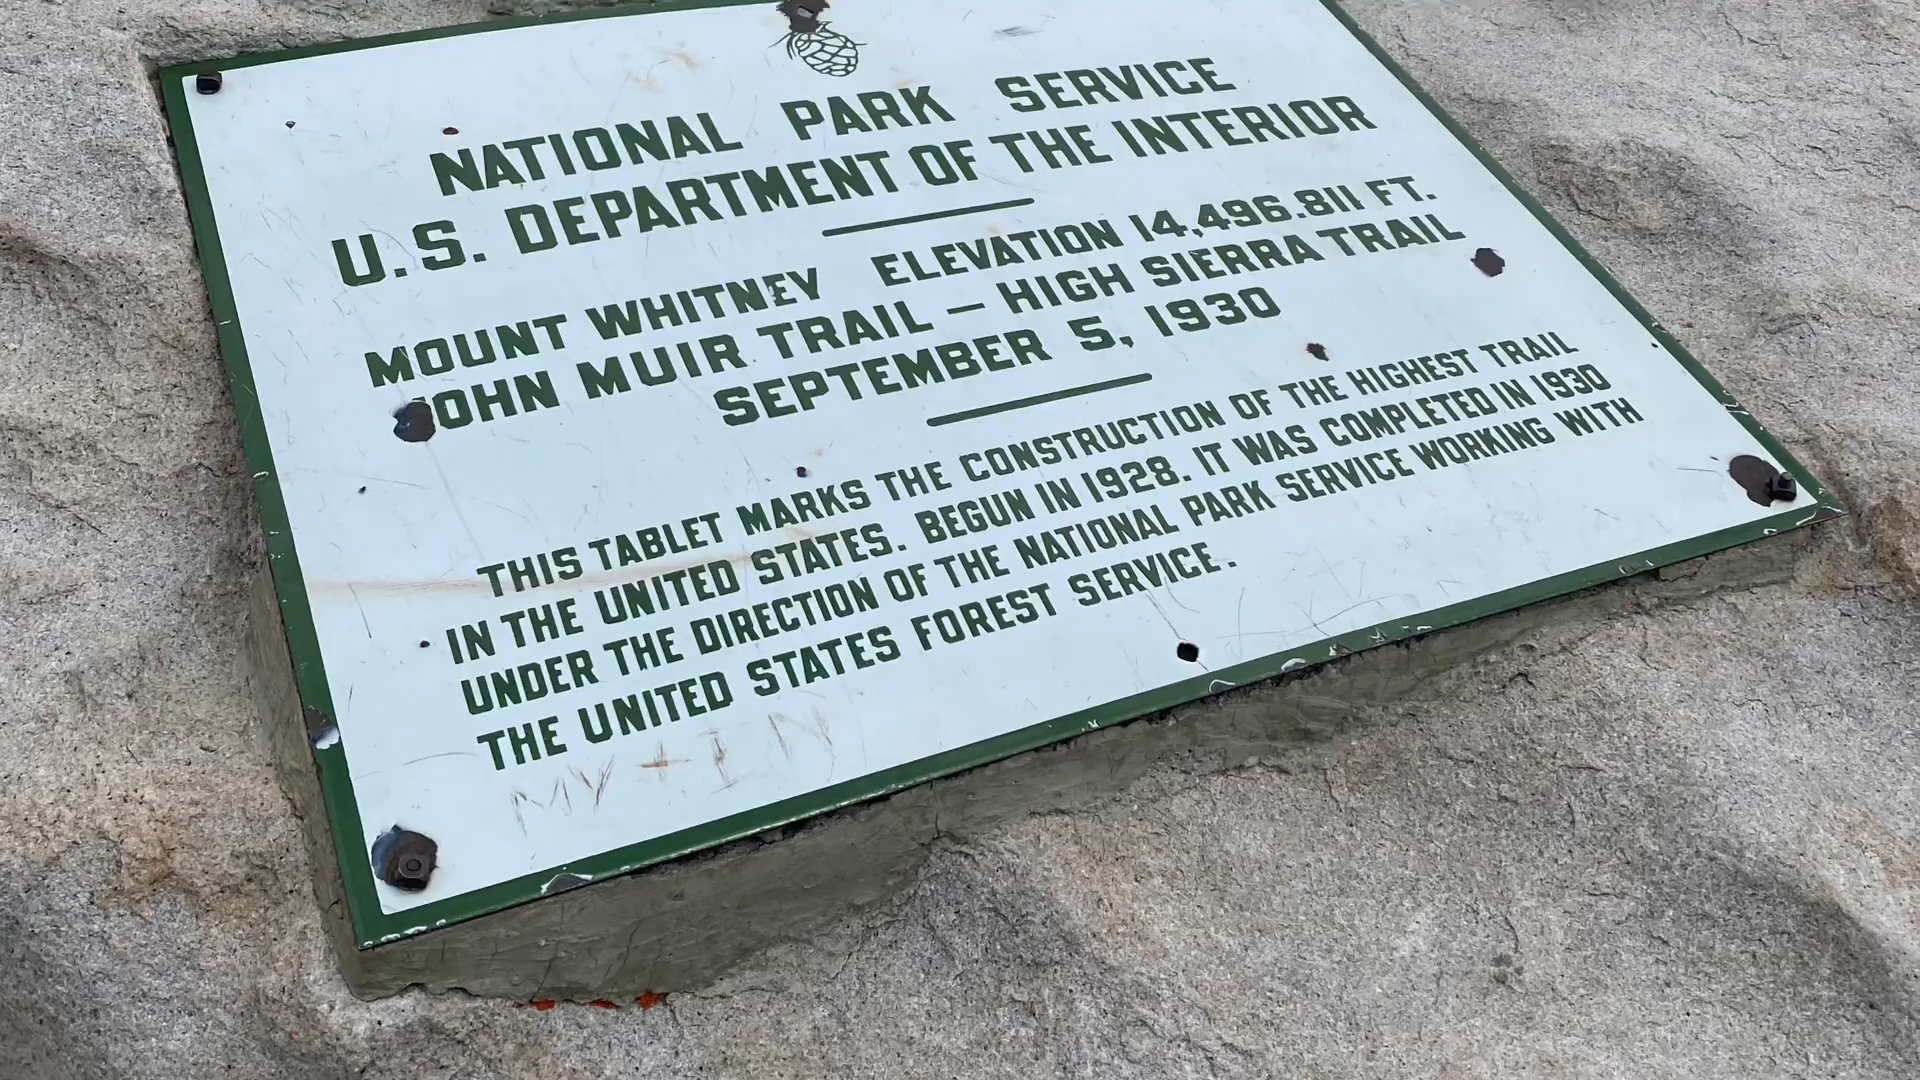 NATIONAL PARK SERVICE
U.S. DEPARTMENT OF THE INTERIOR
MOUNT WHITNEY ELEVATION 14,496.811 FT.
JOHN MUIR TRAIL – HIGH SIERRA TRAIL
SEPTEMBER 5, 1930
THIS TABLET MARKS THE CONSTRUCTION OF THE HIGHEST TRAIL
IN THE UNITED STATES. BEGUN IN 1928. IT WAS COMPLETED IN 1930
UNDER THE DIRECTION OF THE NATIONAL PARK SERVICE WORKING WITH
THE UNITED STATES FOREST SERVICE.